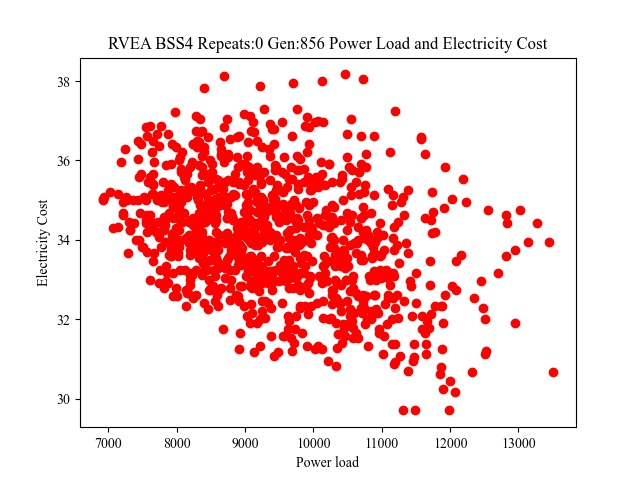 RVEA BSS4 Repeats:0 Gen:856 Power Load and Electricity Cost
38
36
34
32
30
Electricity Cost
7000 8000 9000 10000 11000 12000 13000
Power load